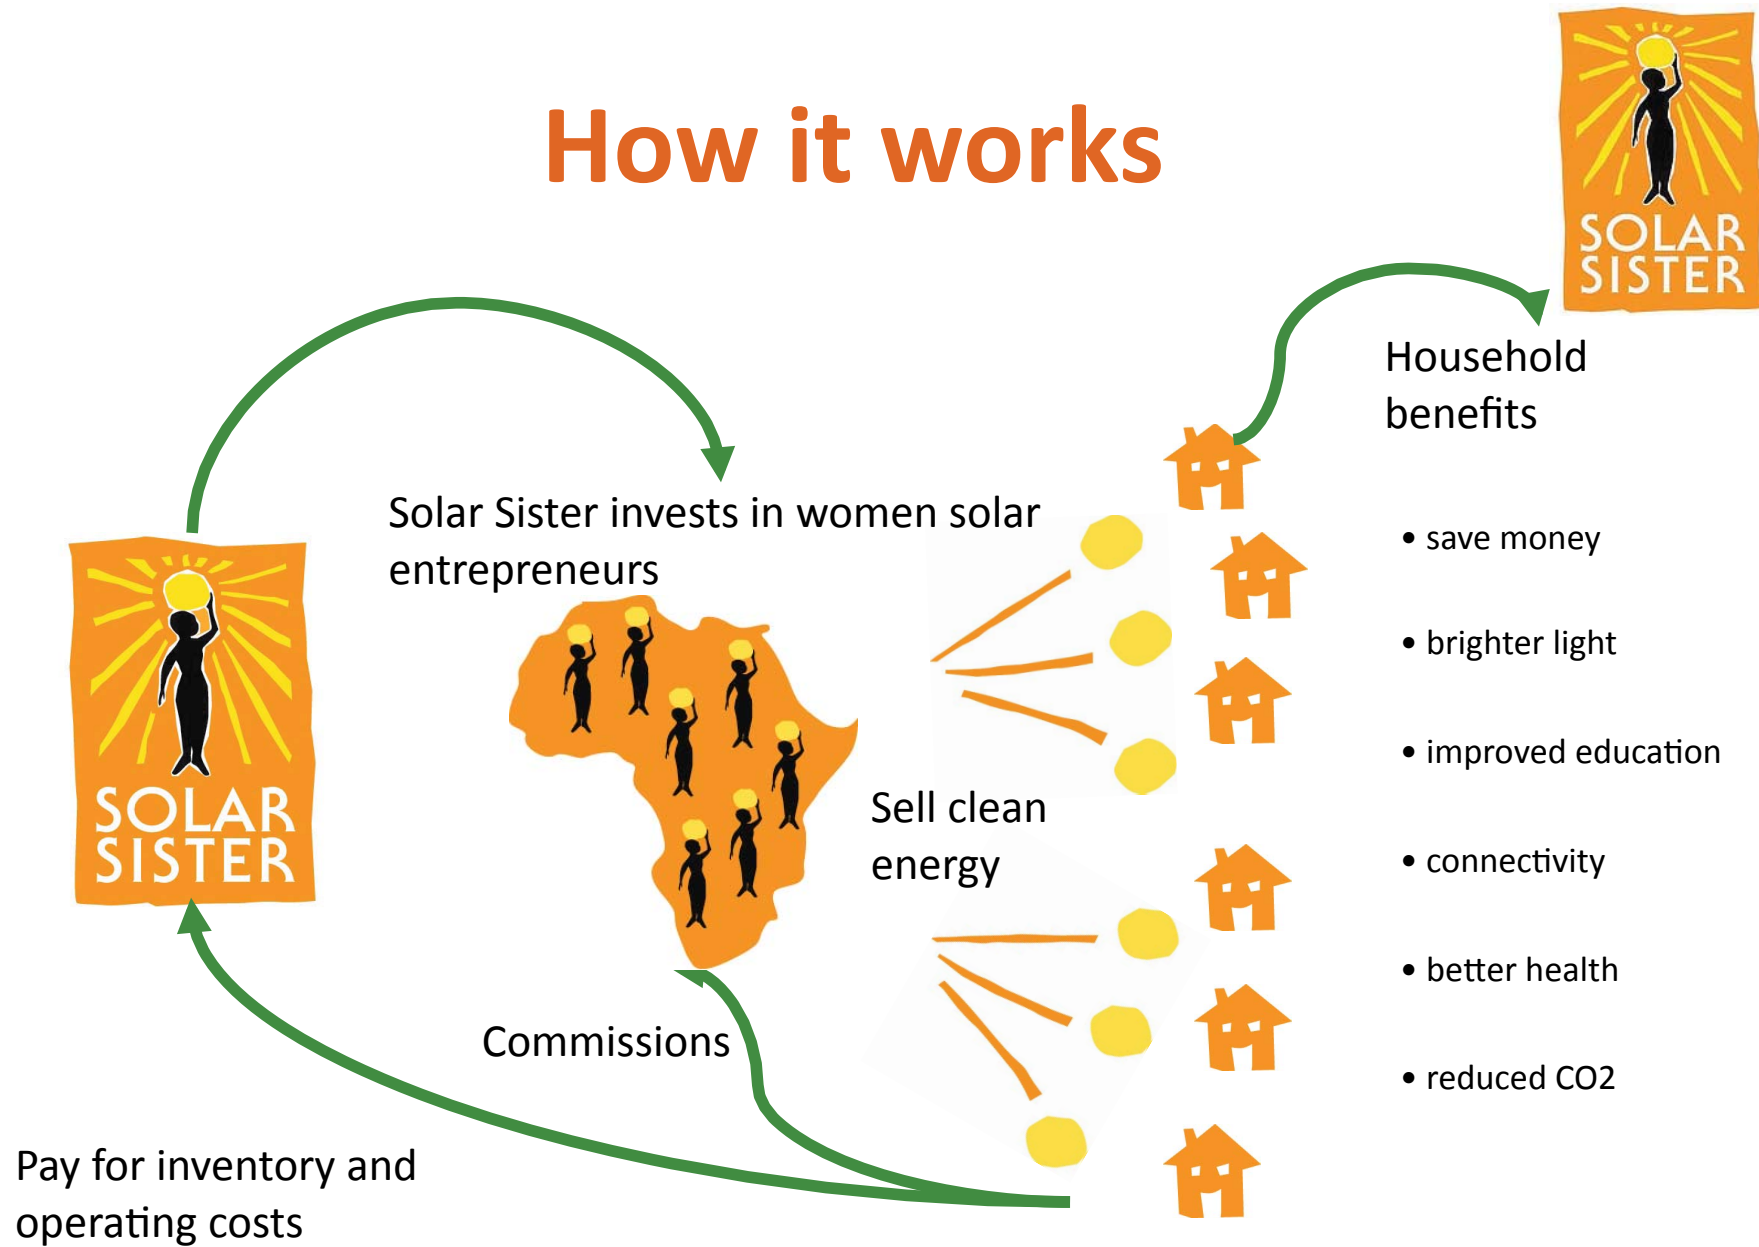 How it works
SOLAR
SISTER
Household
benefits
Solar Sister invests in women solar
entrepreneurs
• save money
• brighter light
• improved education
SOLAR
SISTER
Sell clean
energy
• connectivity
• better health
Commissions
• reduced CO2
Pay for inventory and
operating costs